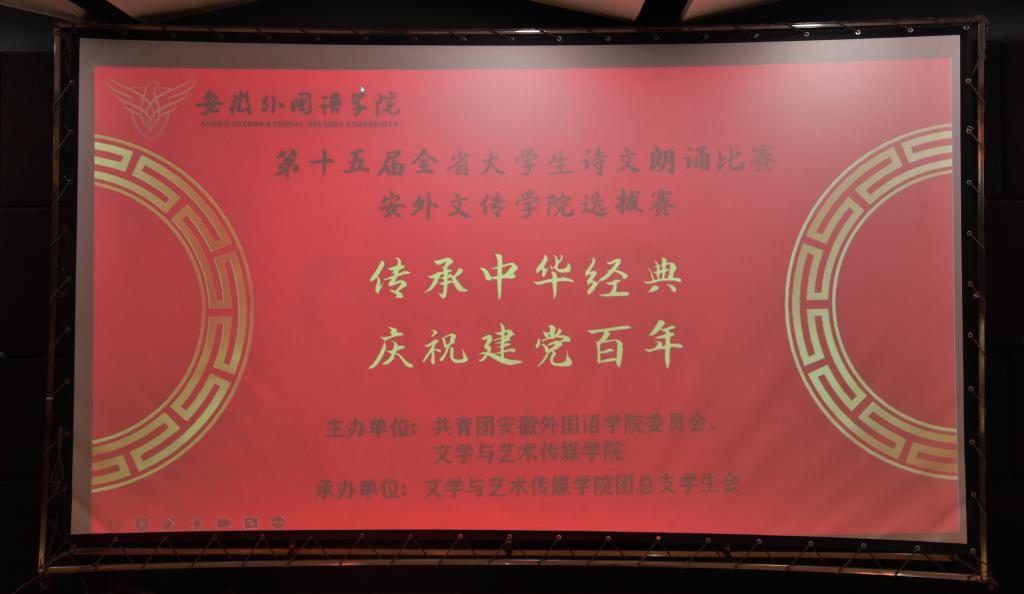 安徽外国语学院
ANHUI INTERNATIONAL STUDIES UNIVERSITY
第十五届全省大学生诗文朗诵比赛
安外文传学院选拔赛
传承中华经典
庆祝建党百年
主办单位：共青团安徽外国语学院委员会、
文学与艺术传媒学院
承办单位：文学与艺术传媒学院团总支学生会